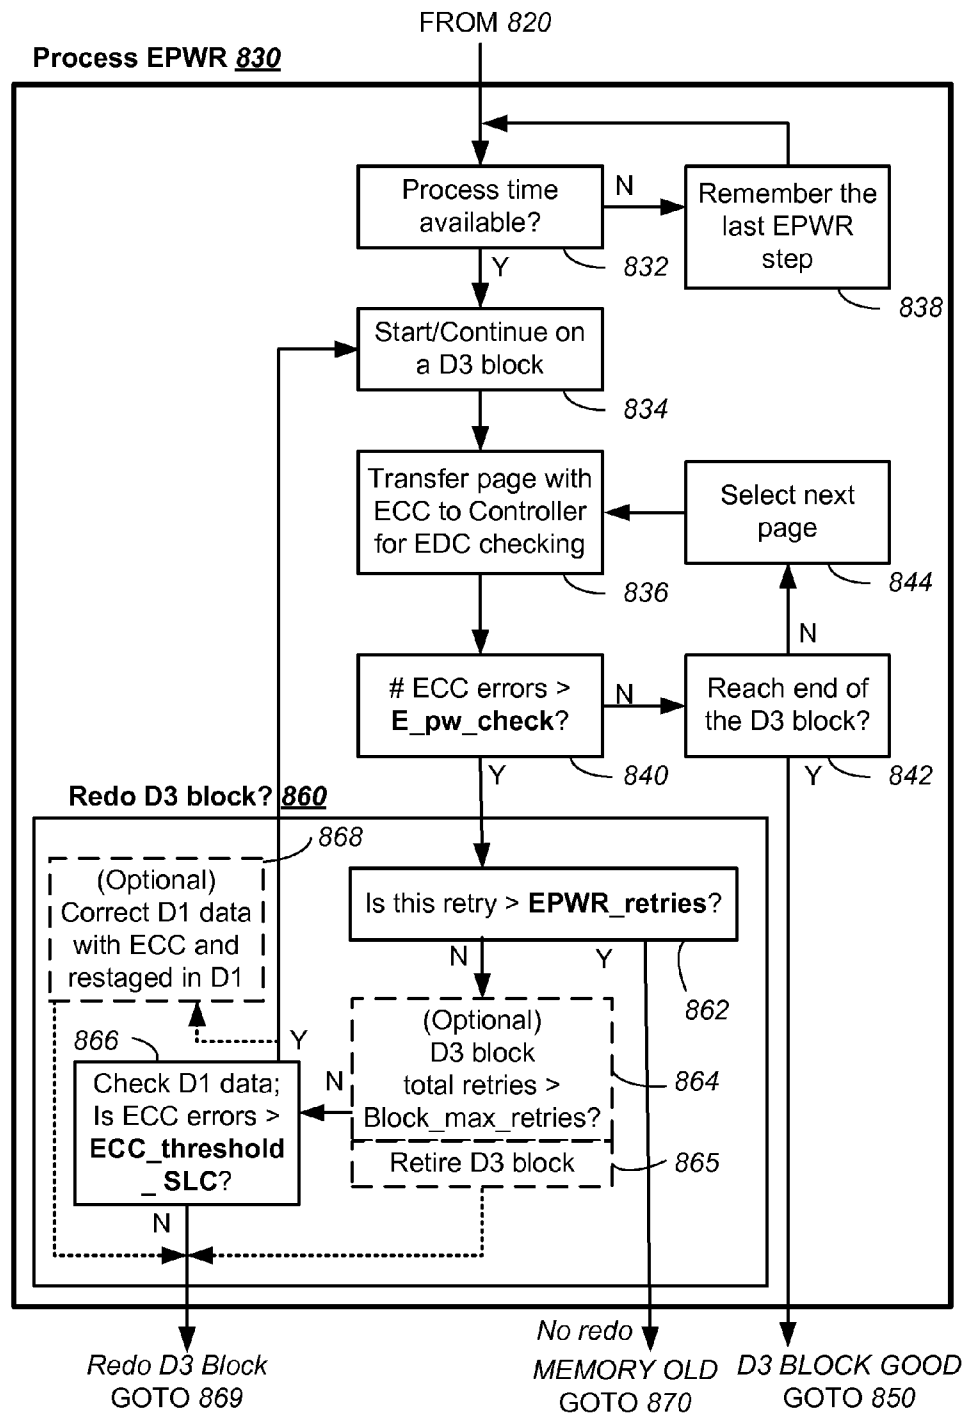 FROM 820
Process EPWR 830
Process time
available?
N
Remember the
last EPWR
step
832
838
Y
Start/Continue on
a D3 block
834
Transfer page with
ECC to Controller
for EDC checking
836
Select next
page
844
N
# ECC errors >
E_pw_check?
N
Reach end of
the D3 block?
840
842
Y
Y
Redo D3 block? 860
868
(Optional)
Correct D1 data
with ECC and
restaged in D1
Is this retry > EPWR_retries?
862
N
Y
(Optional)
D3 block
total retries >
Block_max_retries?
864
Retire D3 block
865
866
Y
N
Check D1 data;
Is ECC errors >
ECC_threshold
_ SLC?
N
Redo D3 Block
GOTO 869
No redo
MEMORY OLD
GOTO 870
D3 BLOCK GOOD
GOTO 850